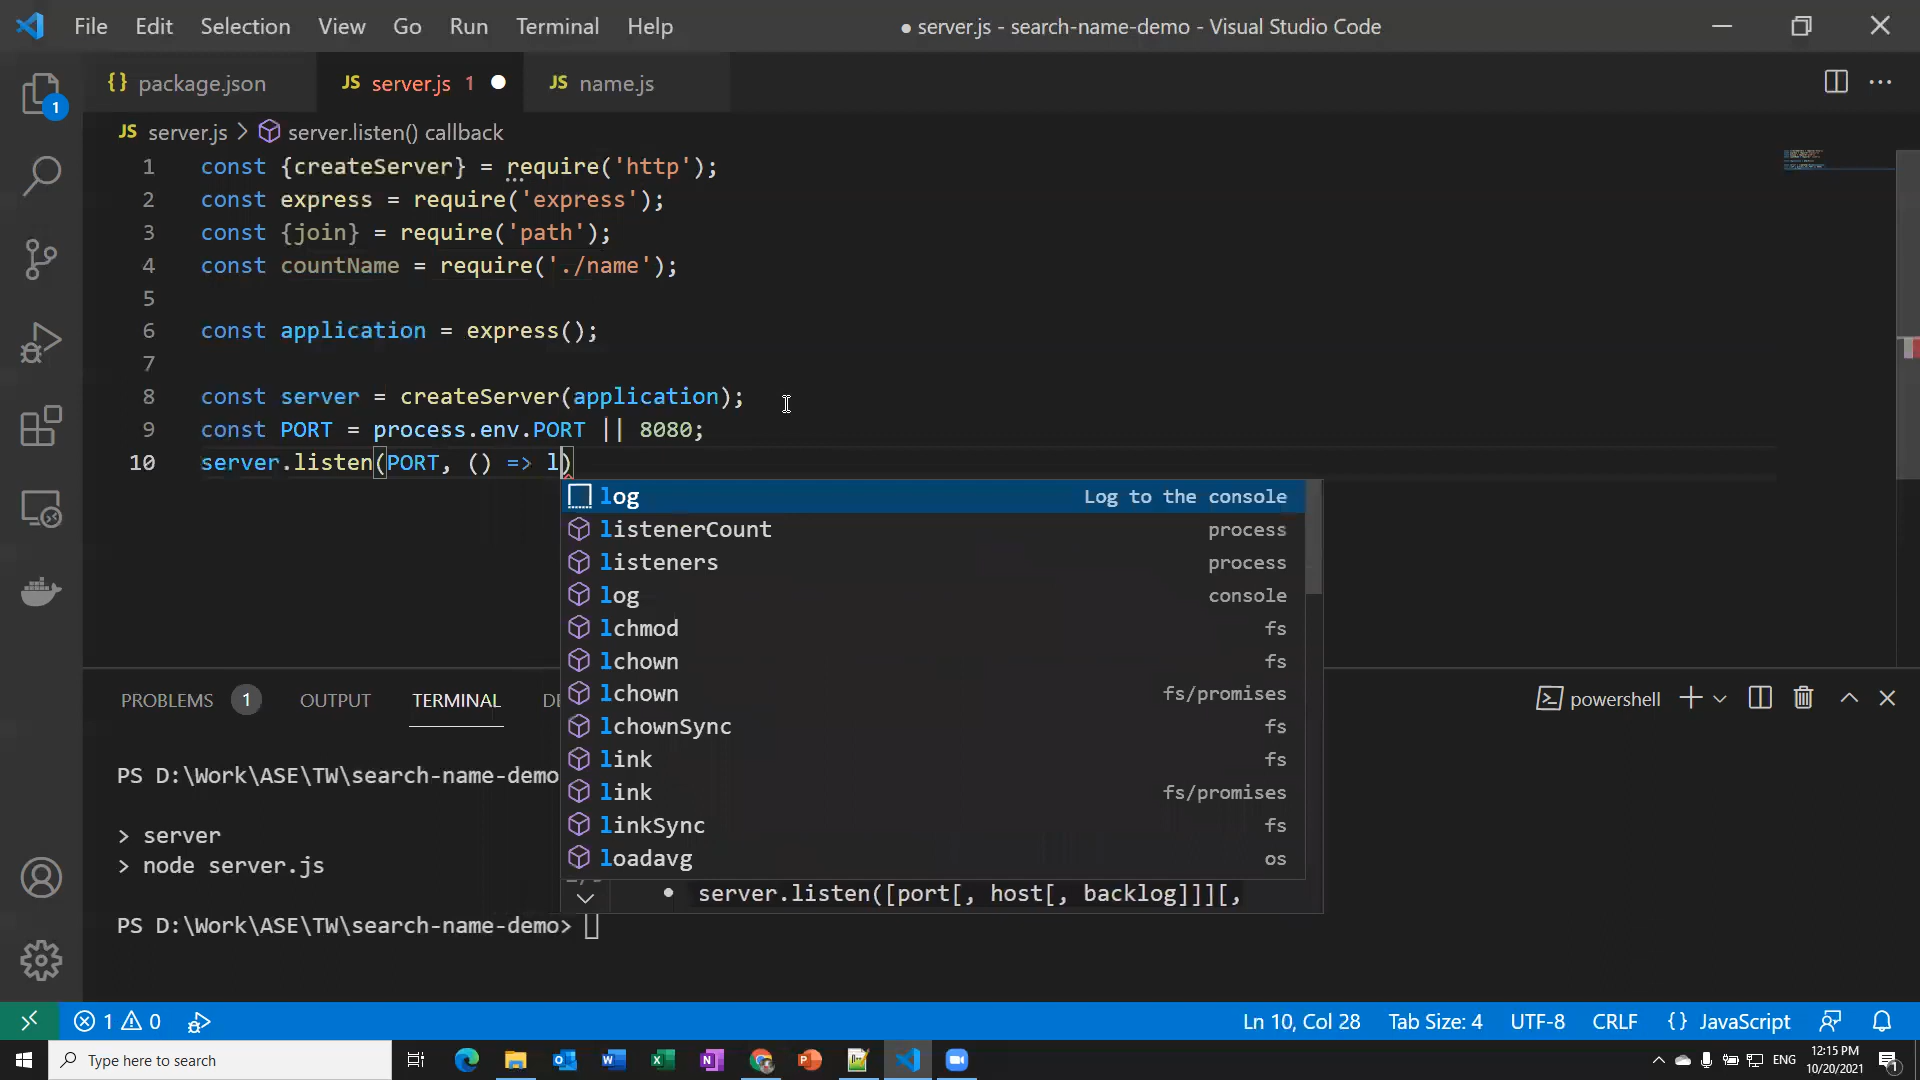 File Edit Selection View Go Run Terminal Help ● server.js - search-name-demo - Visual Studio Code
{} package.json JS server.js 1 JS name.js
JS server.js > server.listen() callback
1 const {createServer} = require('http');
2 const express = require('express');
3 const {join} = require('path');
4 const countName = require('./name');
5
6 const application = express();
7
8 const server = createServer(application);
9 const PORT = process.env.PORT || 8080;
10 server.listen(PORT, () => l)
log Log to the console
listenerCount process
listeners process
log console
lchmod fs
lchown fs
lchown fs/promises
lchownSync fs
link fs
link fs/promises
linkSync fs
loadavg os
• server.listen([port[, host[, backlog]]][,
1
PROBLEMS 1 OUTPUT TERMINAL DE powershell
PS D:\Work\ASE\TW\search-name-demo
> server
> node server.js
PS D:\Work\ASE\TW\search-name-demo>
1 0 Ln 10, Col 28 Tab Size: 4 UTF-8 CRLF {} JavaScript
Type here to search ENG 12:15 PM
10/20/2021
1